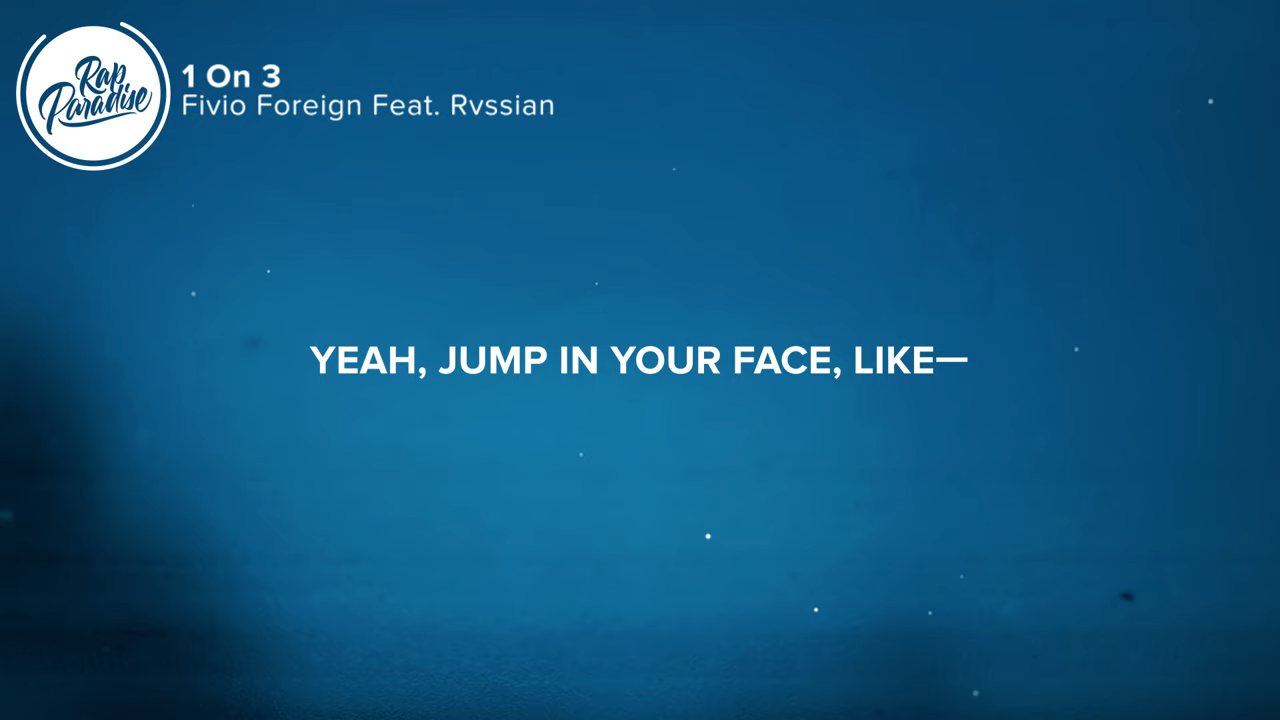 Rap
Paradise
1 On 3
Fivio Foreign Feat. Rvssian
YEAH, JUMP IN YOUR FACE, LIKE—